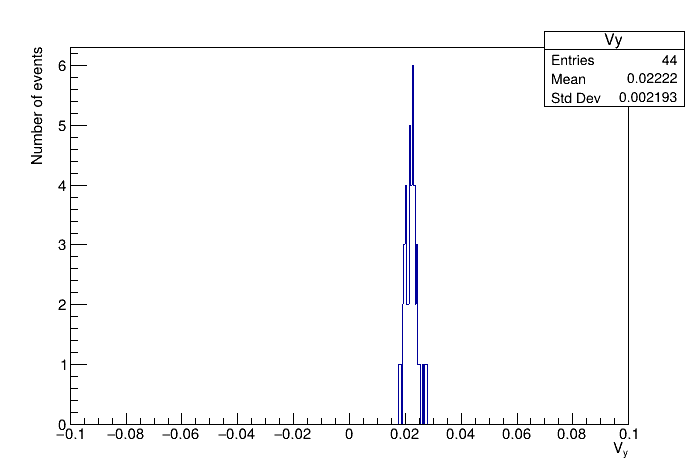 Vy
Entries 44
Mean 0.02222
Std Dev 0.002193
Number of events
6
5
4
3
2
1
0
−0.1 −0.08 −0.06 −0.04 −0.02 0 0.02 0.04 0.06 0.08 0.1
Vy